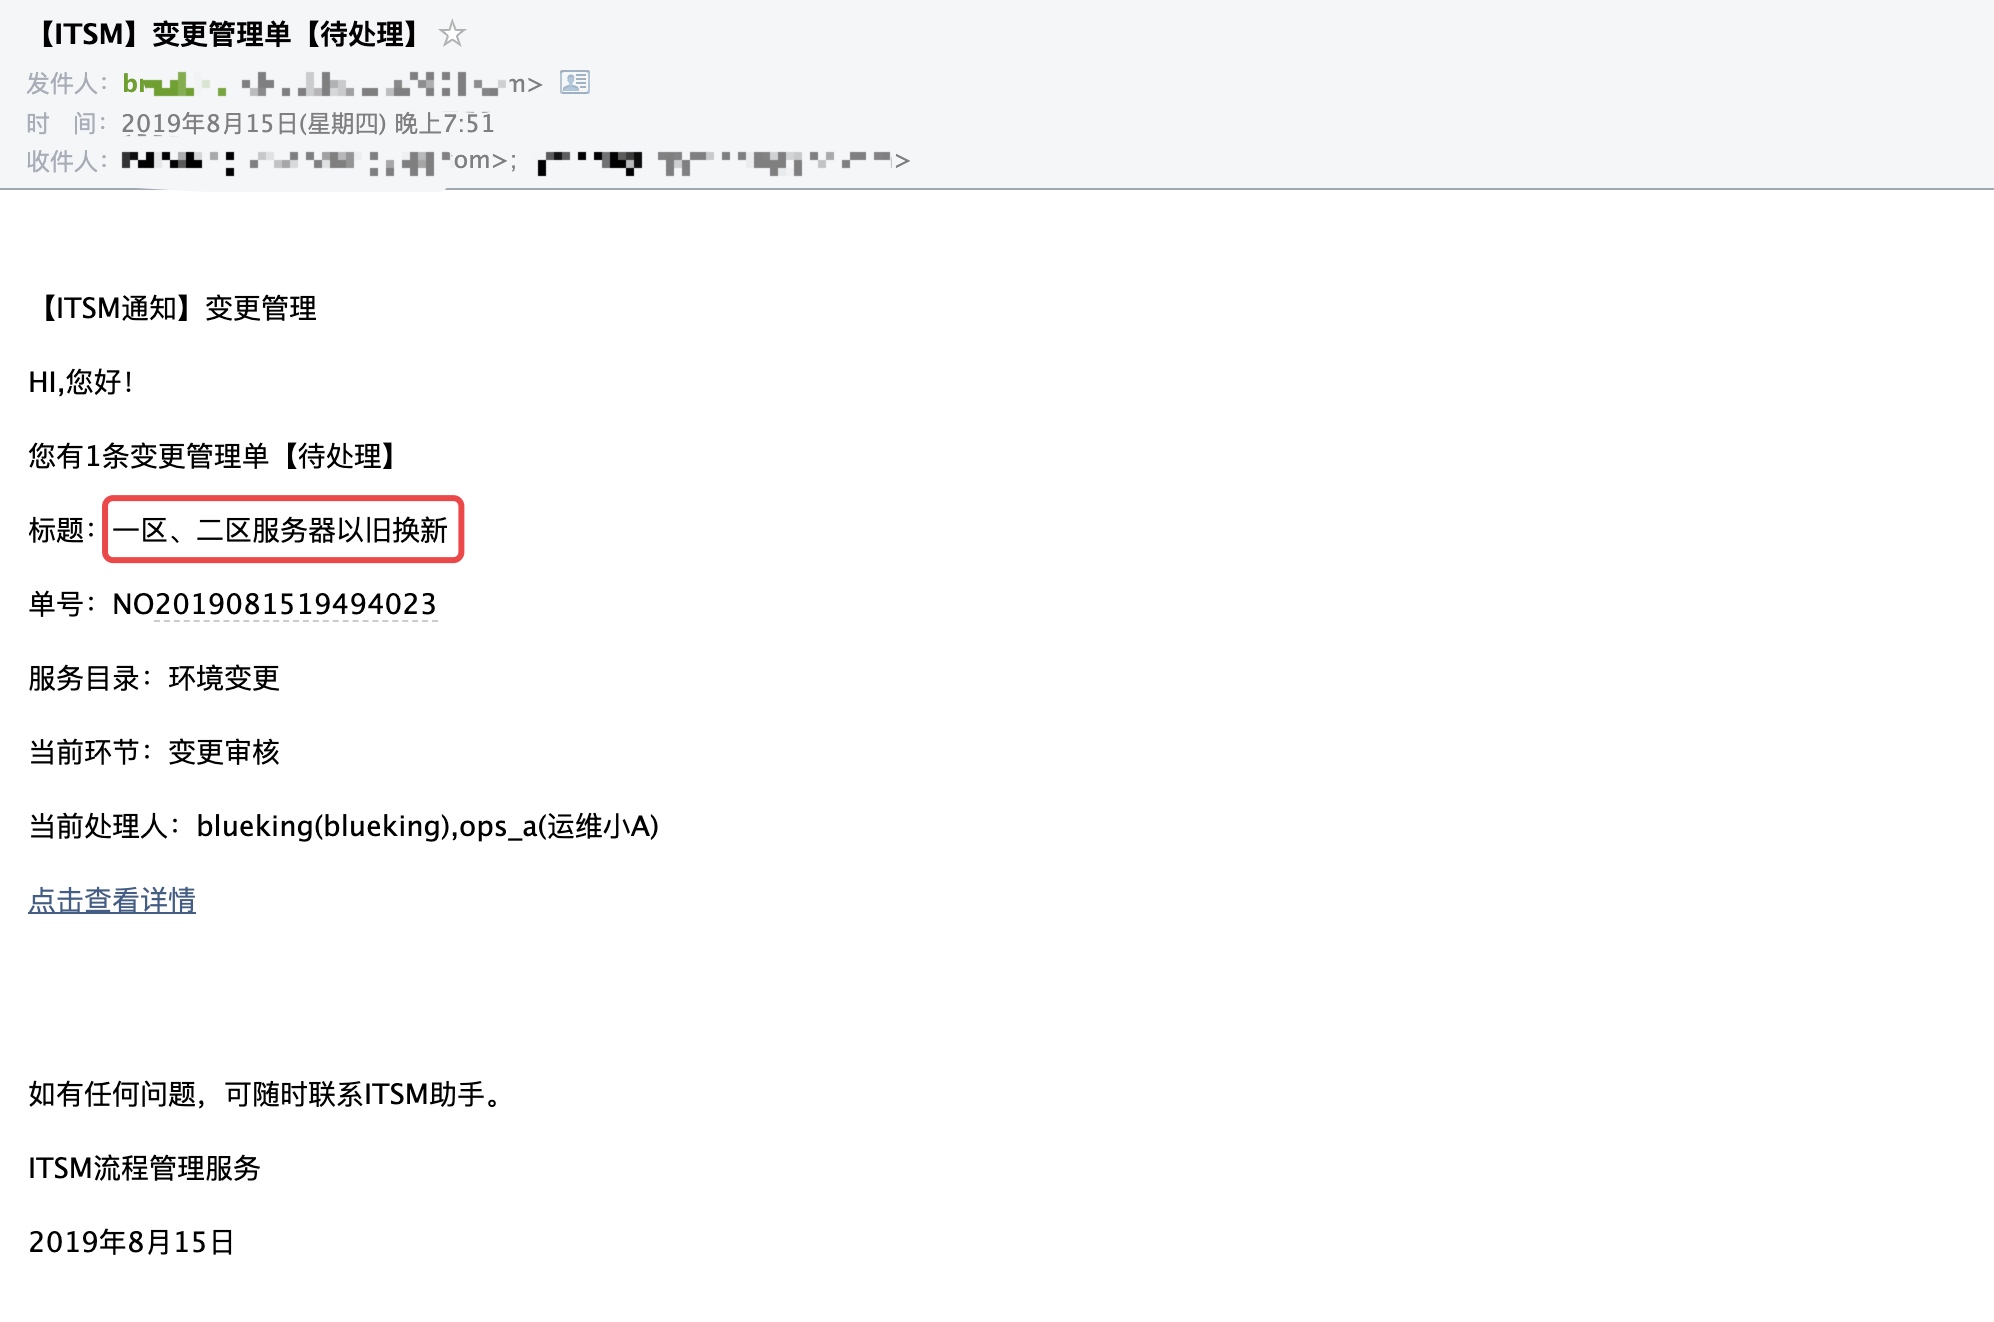 【ITSM】变更管理单【待处理】
发件人：
时 间：2019年8月15日(星期四) 晚上7:51
收件人：
【ITSM通知】变更管理
HI,您好！
您有1条变更管理单【待处理】
标题：一区、二区服务器以旧换新
单号：NO2019081519494023
服务目录：环境变更
当前环节：变更审核
当前处理人：blueking(blueking),ops_a(运维小A)
点击查看详情
如有任何问题，可随时联系ITSM助手。
ITSM流程管理服务
2019年8月15日